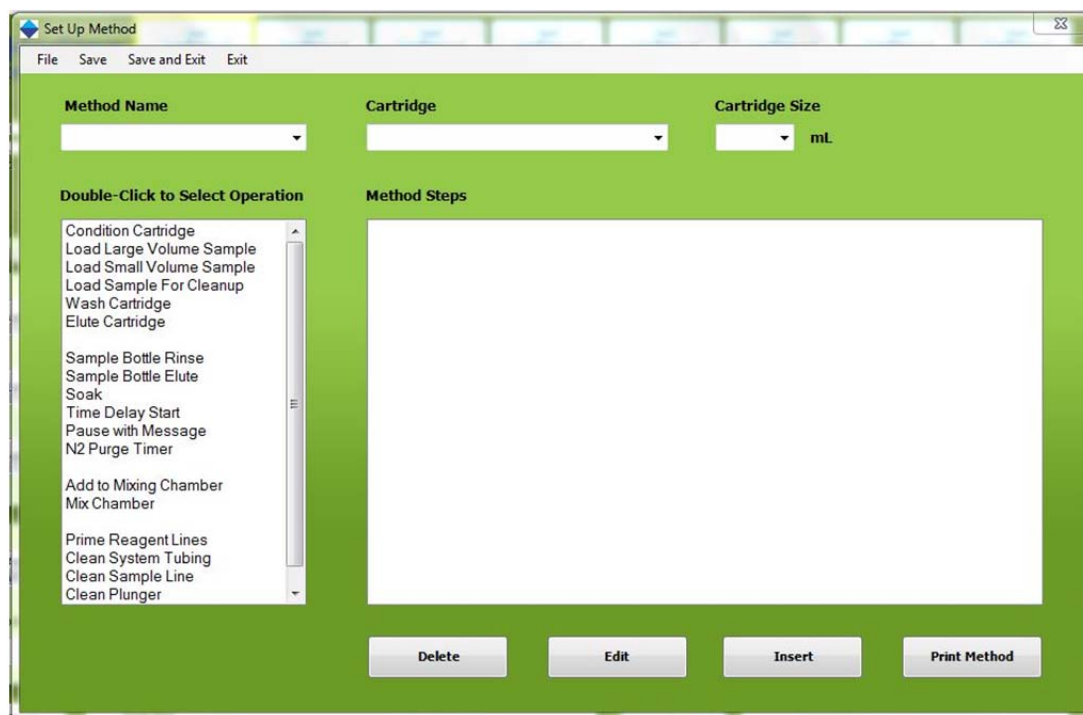 Set Up Method
File Save Save and Exit Exit
Method Name Cartridge Cartridge Size
mL
Double-Click to Select Operation Method Steps
Condition Cartridge
Load Large Volume Sample
Load Small Volume Sample
Load Sample For Cleanup
Wash Cartridge
Elute Cartridge
Sample Bottle Rinse
Sample Bottle Elute
Soak
Time Delay Start
Pause with Message
N2 Purge Timer
Add to Mixing Chamber
Mix Chamber
Prime Reagent Lines
Clean System Tubing
Clean Sample Line
Clean Plunger
Delete Edit Insert Print Method